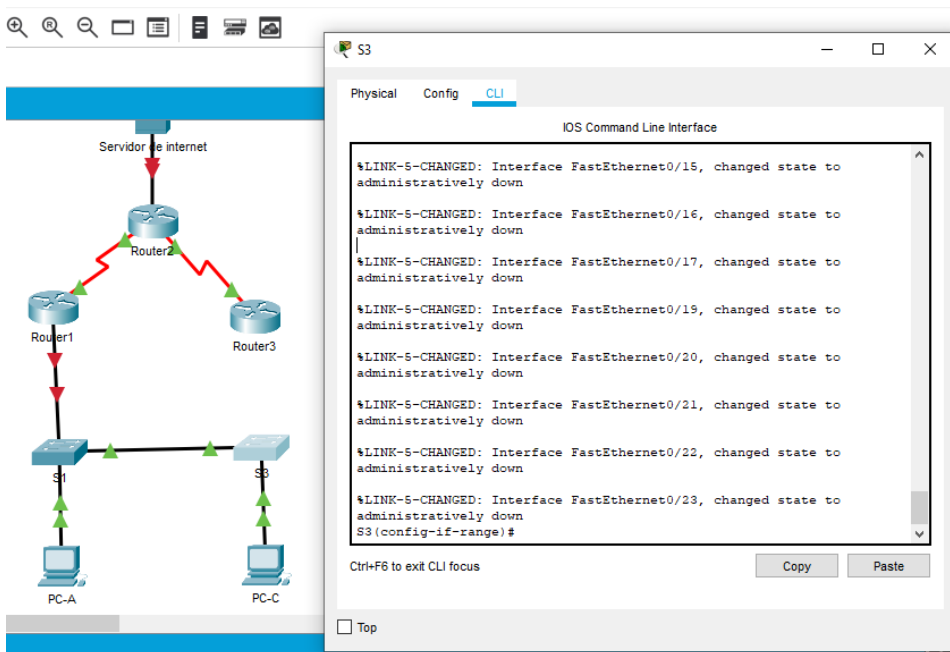 S3
Physical Config CLI
IOS Command Line Interface
%LINK-5-CHANGED: Interface FastEthernet0/15, changed state to
administratively down
%LINK-5-CHANGED: Interface FastEthernet0/16, changed state to
administratively down
%LINK-5-CHANGED: Interface FastEthernet0/17, changed state to
administratively down
%LINK-5-CHANGED: Interface FastEthernet0/19, changed state to
administratively down
%LINK-5-CHANGED: Interface FastEthernet0/20, changed state to
administratively down
%LINK-5-CHANGED: Interface FastEthernet0/21, changed state to
administratively down
%LINK-5-CHANGED: Interface FastEthernet0/22, changed state to
administratively down
%LINK-5-CHANGED: Interface FastEthernet0/23, changed state to
administratively down
S3(config-if-range)#
Ctrl+F6 to exit CLI focus
Copy
Paste
Top
Servidor de internet
Router2
Router1
Router3
S1
S3
PC-A
PC-C
R